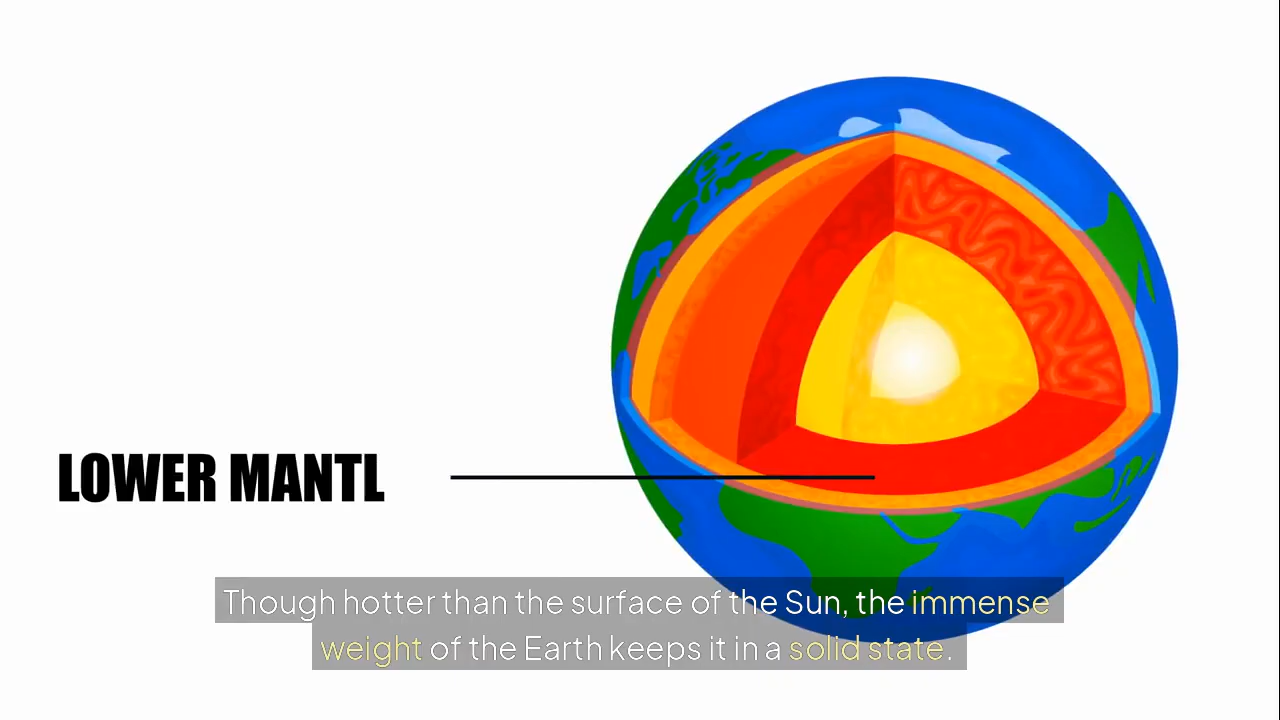 LOWER MANTL
Though hotter than the surface of the Sun, the immense
weight of the Earth keeps it in a solid state.